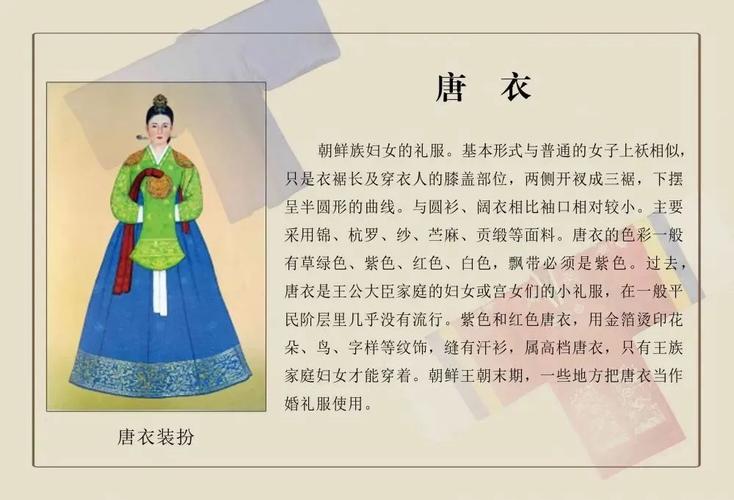 唐 衣
朝鲜族妇女的礼服。基本形式与普通的女子上袄相似，
只是衣裾长及穿衣人的膝盖部位，两侧开衩成三裾，下摆
呈半圆形的曲线。与圆衫、阔衣相比袖口相对较小。主要
采用锦、杭罗、纱、苎麻、贡缎等面料。唐衣的色彩一般
有草绿色、紫色、红色、白色，飘带必须是紫色。过去，
唐衣是王公大臣家庭的妇女或宫女们的小礼服，在一般平
民阶层里几乎没有流行。紫色和红色唐衣，用金箔烫印花
朵、鸟、字样等纹饰，缝有汗衫，属高档唐衣，只有王族
家庭妇女才能穿着。朝鲜王朝末期，一些地方把唐衣当作
婚礼服使用。
唐衣装扮